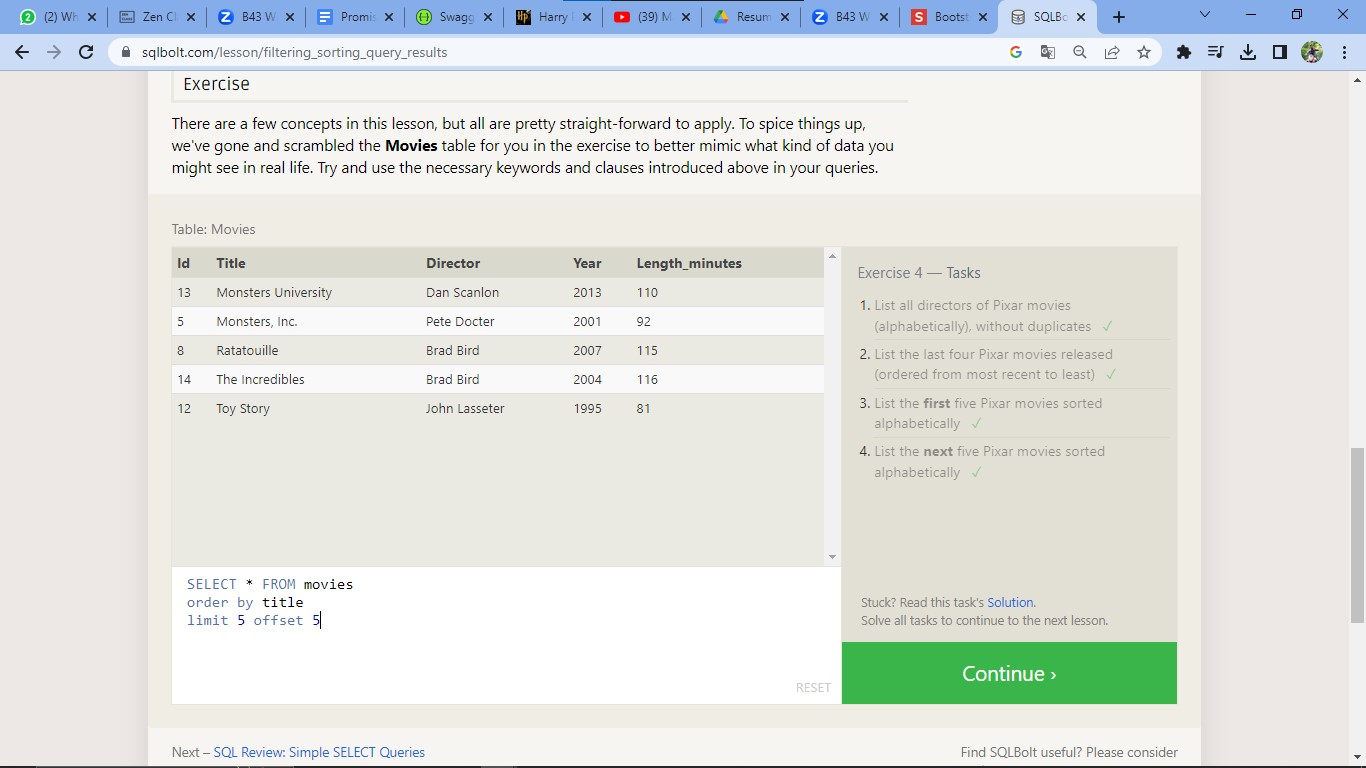 (2) Wh
Zen Cl
B43 W
Promis
Swagg
Harry
(39) M
Resum
B43 W
Bootst
SQLBo
sqlbolt.com/lesson/filtering_sorting_query_results
Exercise
There are a few concepts in this lesson, but all are pretty straight-forward to apply. To spice things up,
we've gone and scrambled the Movies table for you in the exercise to better mimic what kind of data you
might see in real life. Try and use the necessary keywords and clauses introduced above in your queries.
Table: Movies
Id Title Director Year Length_minutes
13 Monsters University Dan Scanlon 2013 110
5 Monsters, Inc. Pete Docter 2001 92
8 Ratatouille Brad Bird 2007 115
14 The Incredibles Brad Bird 2004 116
12 Toy Story John Lasseter 1995 81
SELECT * FROM movies
order by title
limit 5 offset 5
RESET
Exercise 4 — Tasks
1. List all directors of Pixar movies
(alphabetically), without duplicates ✓
2. List the last four Pixar movies released
(ordered from most recent to least) ✓
3. List the first five Pixar movies sorted
alphabetically ✓
4. List the next five Pixar movies sorted
alphabetically ✓
Stuck? Read this task's Solution.
Solve all tasks to continue to the next lesson.
Continue ›
Next – SQL Review: Simple SELECT Queries
Find SQLBolt useful? Please consider